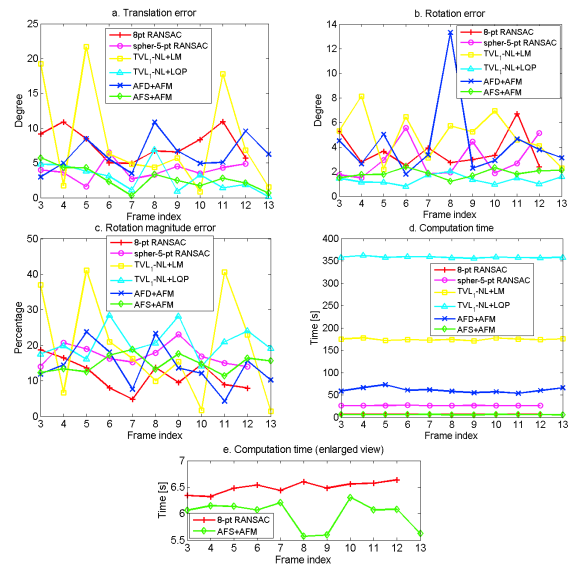 a. Translation error
Degree
25
20
15
10
5
0
8-pt RANSAC
spher-5-pt RANSAC
TVL1-NL+LM
TVL1-NL+LQP
AFD+AFM
AFS+AFM
3 4 5 6 7 8 9 10 11 12 13
Frame index
b. Rotation error
Degree
14
12
10
8
6
4
2
0
8-pt RANSAC
spher-5-pt RANSAC
TVL1-NL+LM
TVL1-NL+LQP
AFD+AFM
AFS+AFM
3 4 5 6 7 8 9 10 11 12 13
Frame index
c. Rotation magnitude error
Percentage
50
40
30
20
10
0
8-pt RANSAC
spher-5-pt RANSAC
TVL1-NL+LM
TVL1-NL+LQP
AFD+AFM
AFS+AFM
3 4 5 6 7 8 9 10 11 12 13
Frame index
d. Computation time
Time [s]
400
350
300
250
200
150
100
50
0
8-pt RANSAC
spher-5-pt RANSAC
TVL1-NL+LM
TVL1-NL+LQP
AFD+AFM
AFS+AFM
3 4 5 6 7 8 9 10 11 12 13
Frame index
e. Computation time (enlarged view)
Time [s]
7
6.5
6
5.5
8-pt RANSAC
AFS+AFM
3 4 5 6 7 8 9 10 11 12 13
Frame index